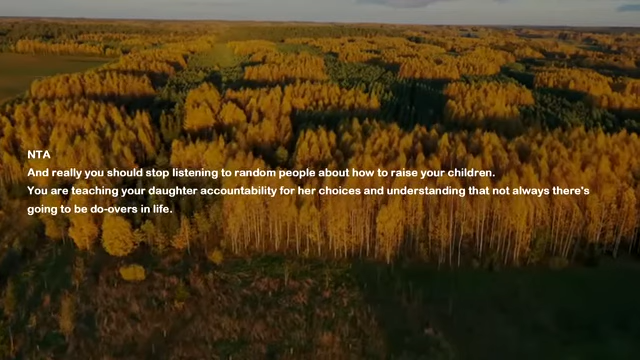 NTA
And really you should stop listening to random people about how to raise your children.
You are teaching your daughter accountability for her choices and understanding that not always there's
going to be do-overs in life.